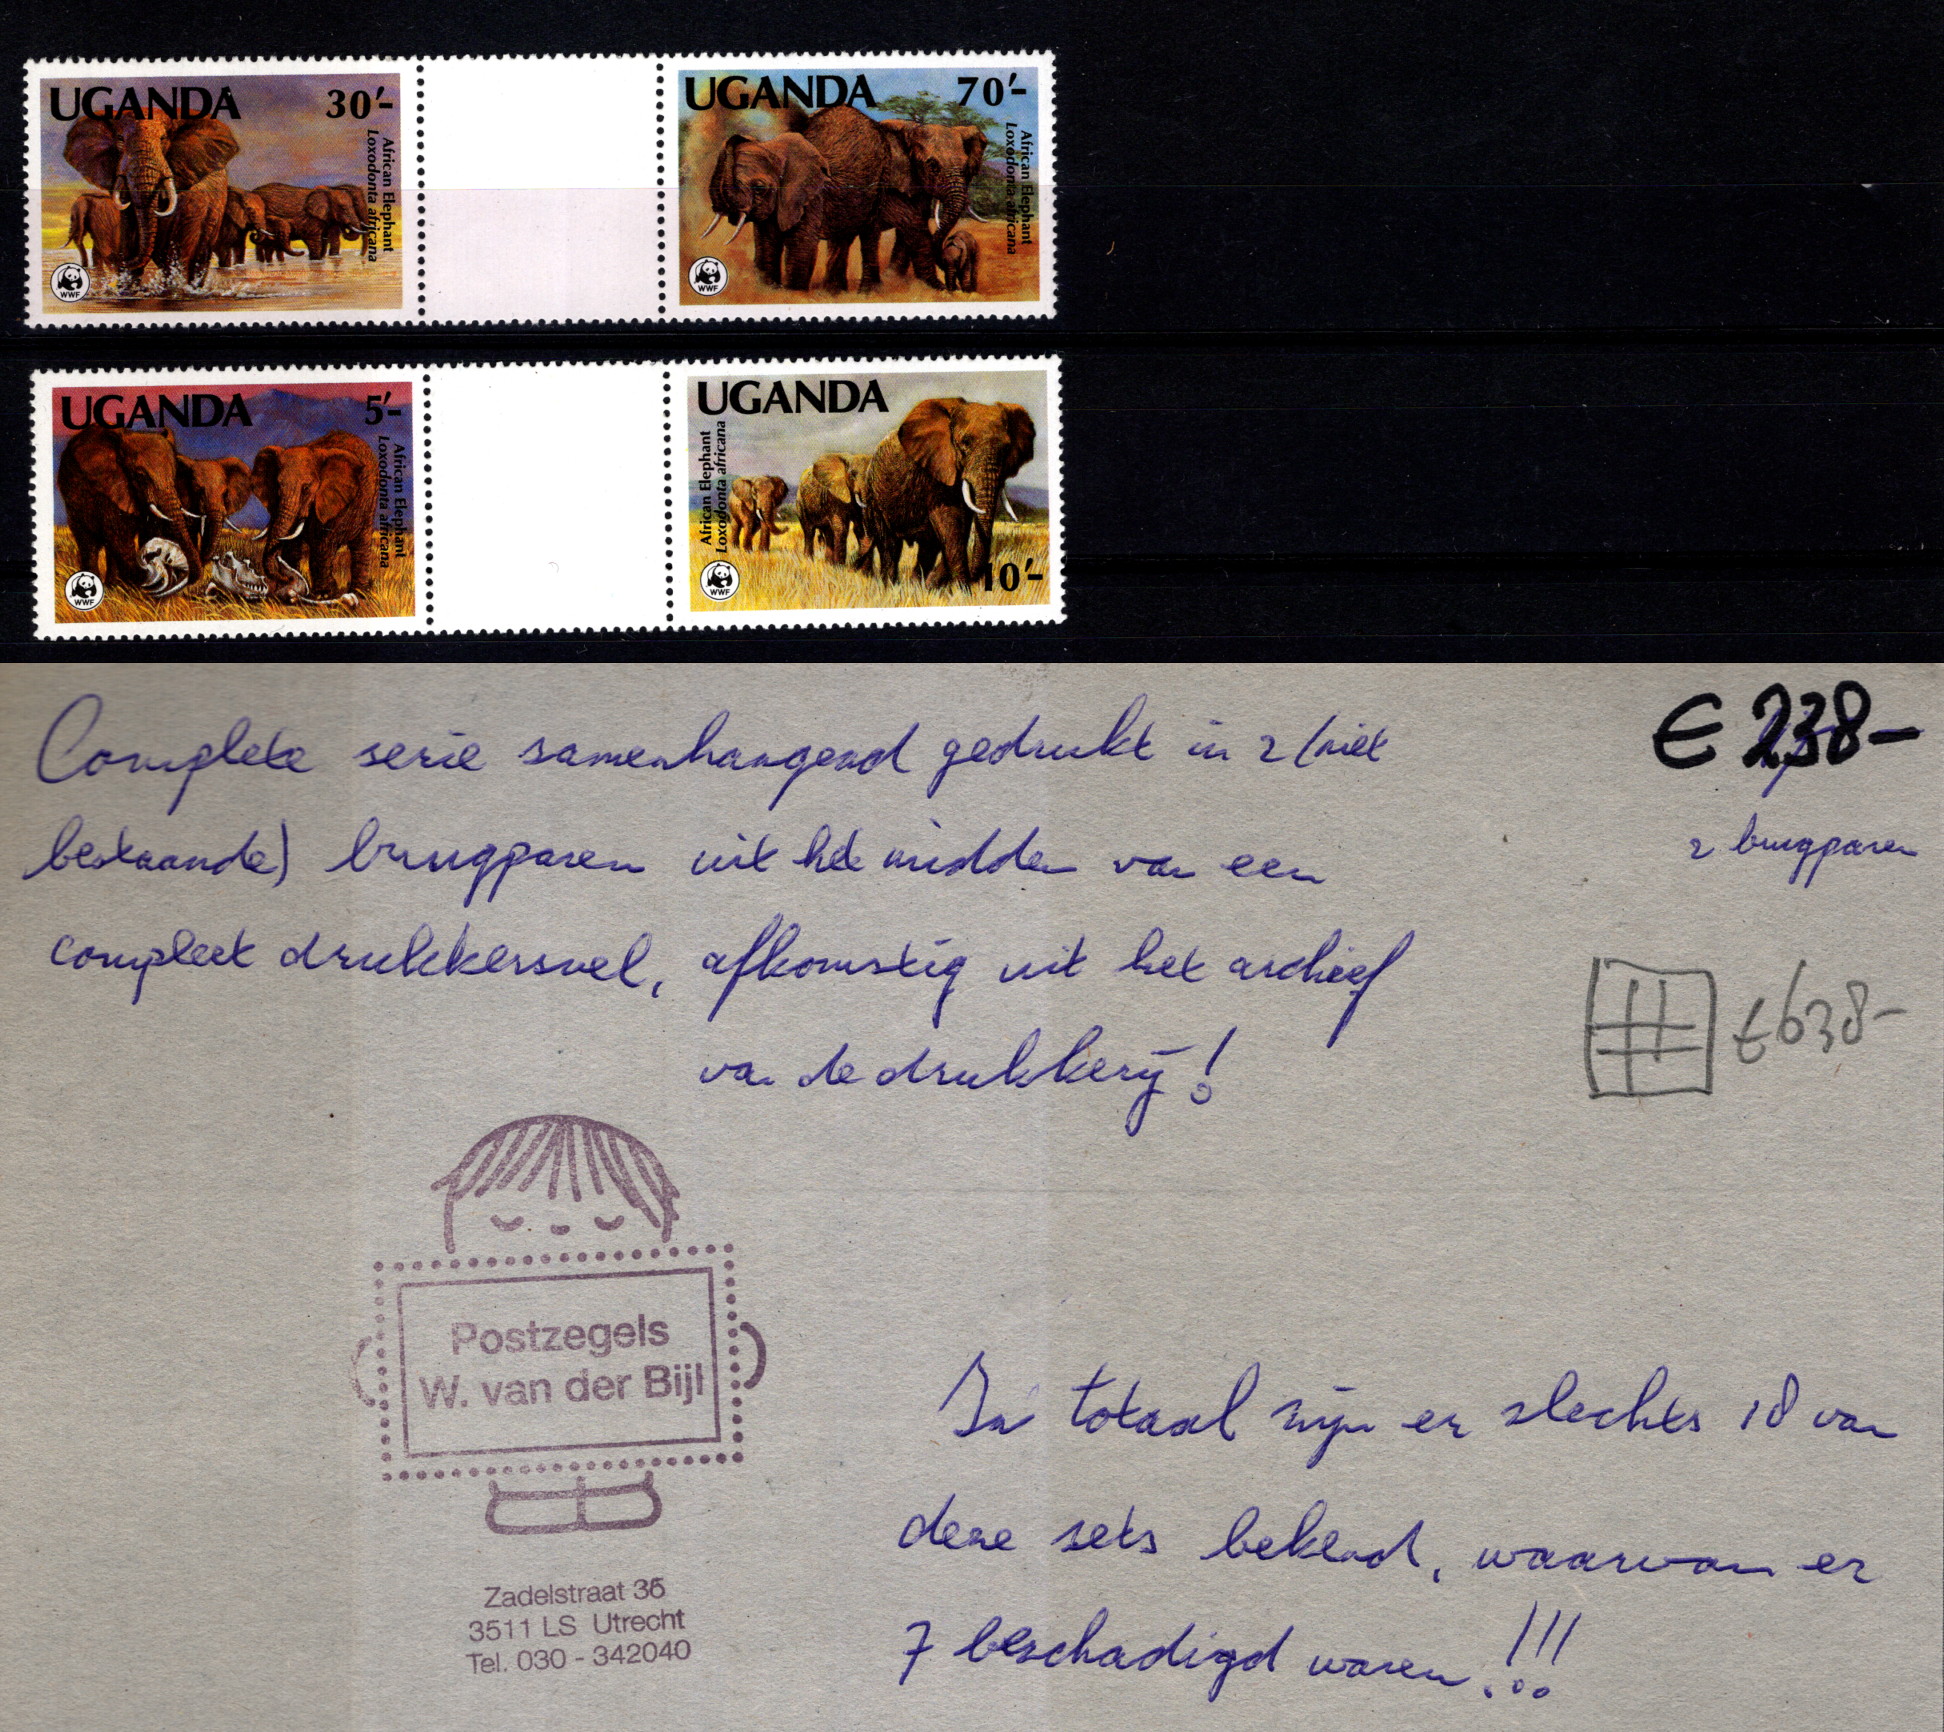 UGANDA 30'-
African Elephant
Loxodonta africana
WWF
UGANDA 70'-
African Elephant
Loxodonta africana
WWF
UGANDA 5'-
African Elephant
Loxodonta africana
WWF
UGANDA
African Elephant
Loxodonta africana
WWF
10'-
Complete serie samenhangend gedrukt in 2 (niet
bestaande) brugparen uit het midden van een
compleet drukkersvel, afkomstig uit het archief
van de drukkerij!
€ 238-
2 brugparen
€ 638-
Postzegels
W. van der Bijl
Zadelstraat 36
3511 LS Utrecht
Tel. 030 - 342040
In totaal zijn er slechts 18 van
deze sets bekend, waarvan er
7 beschadigd waren!!!